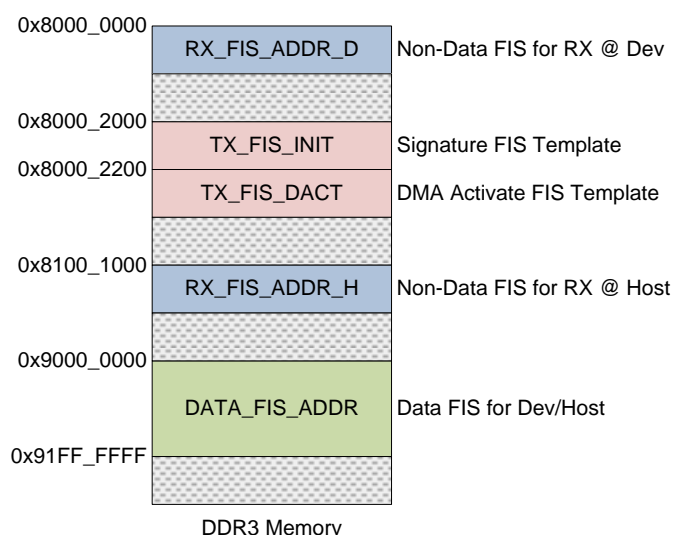 0x8000_0000
RX_FIS_ADDR_D Non-Data FIS for RX @ Dev
0x8000_2000
TX_FIS_INIT Signature FIS Template
0x8000_2200
TX_FIS_DACT DMA Activate FIS Template
0x8100_1000
RX_FIS_ADDR_H Non-Data FIS for RX @ Host
0x9000_0000
DATA_FIS_ADDR Data FIS for Dev/Host
0x91FF_FFFF
DDR3 Memory